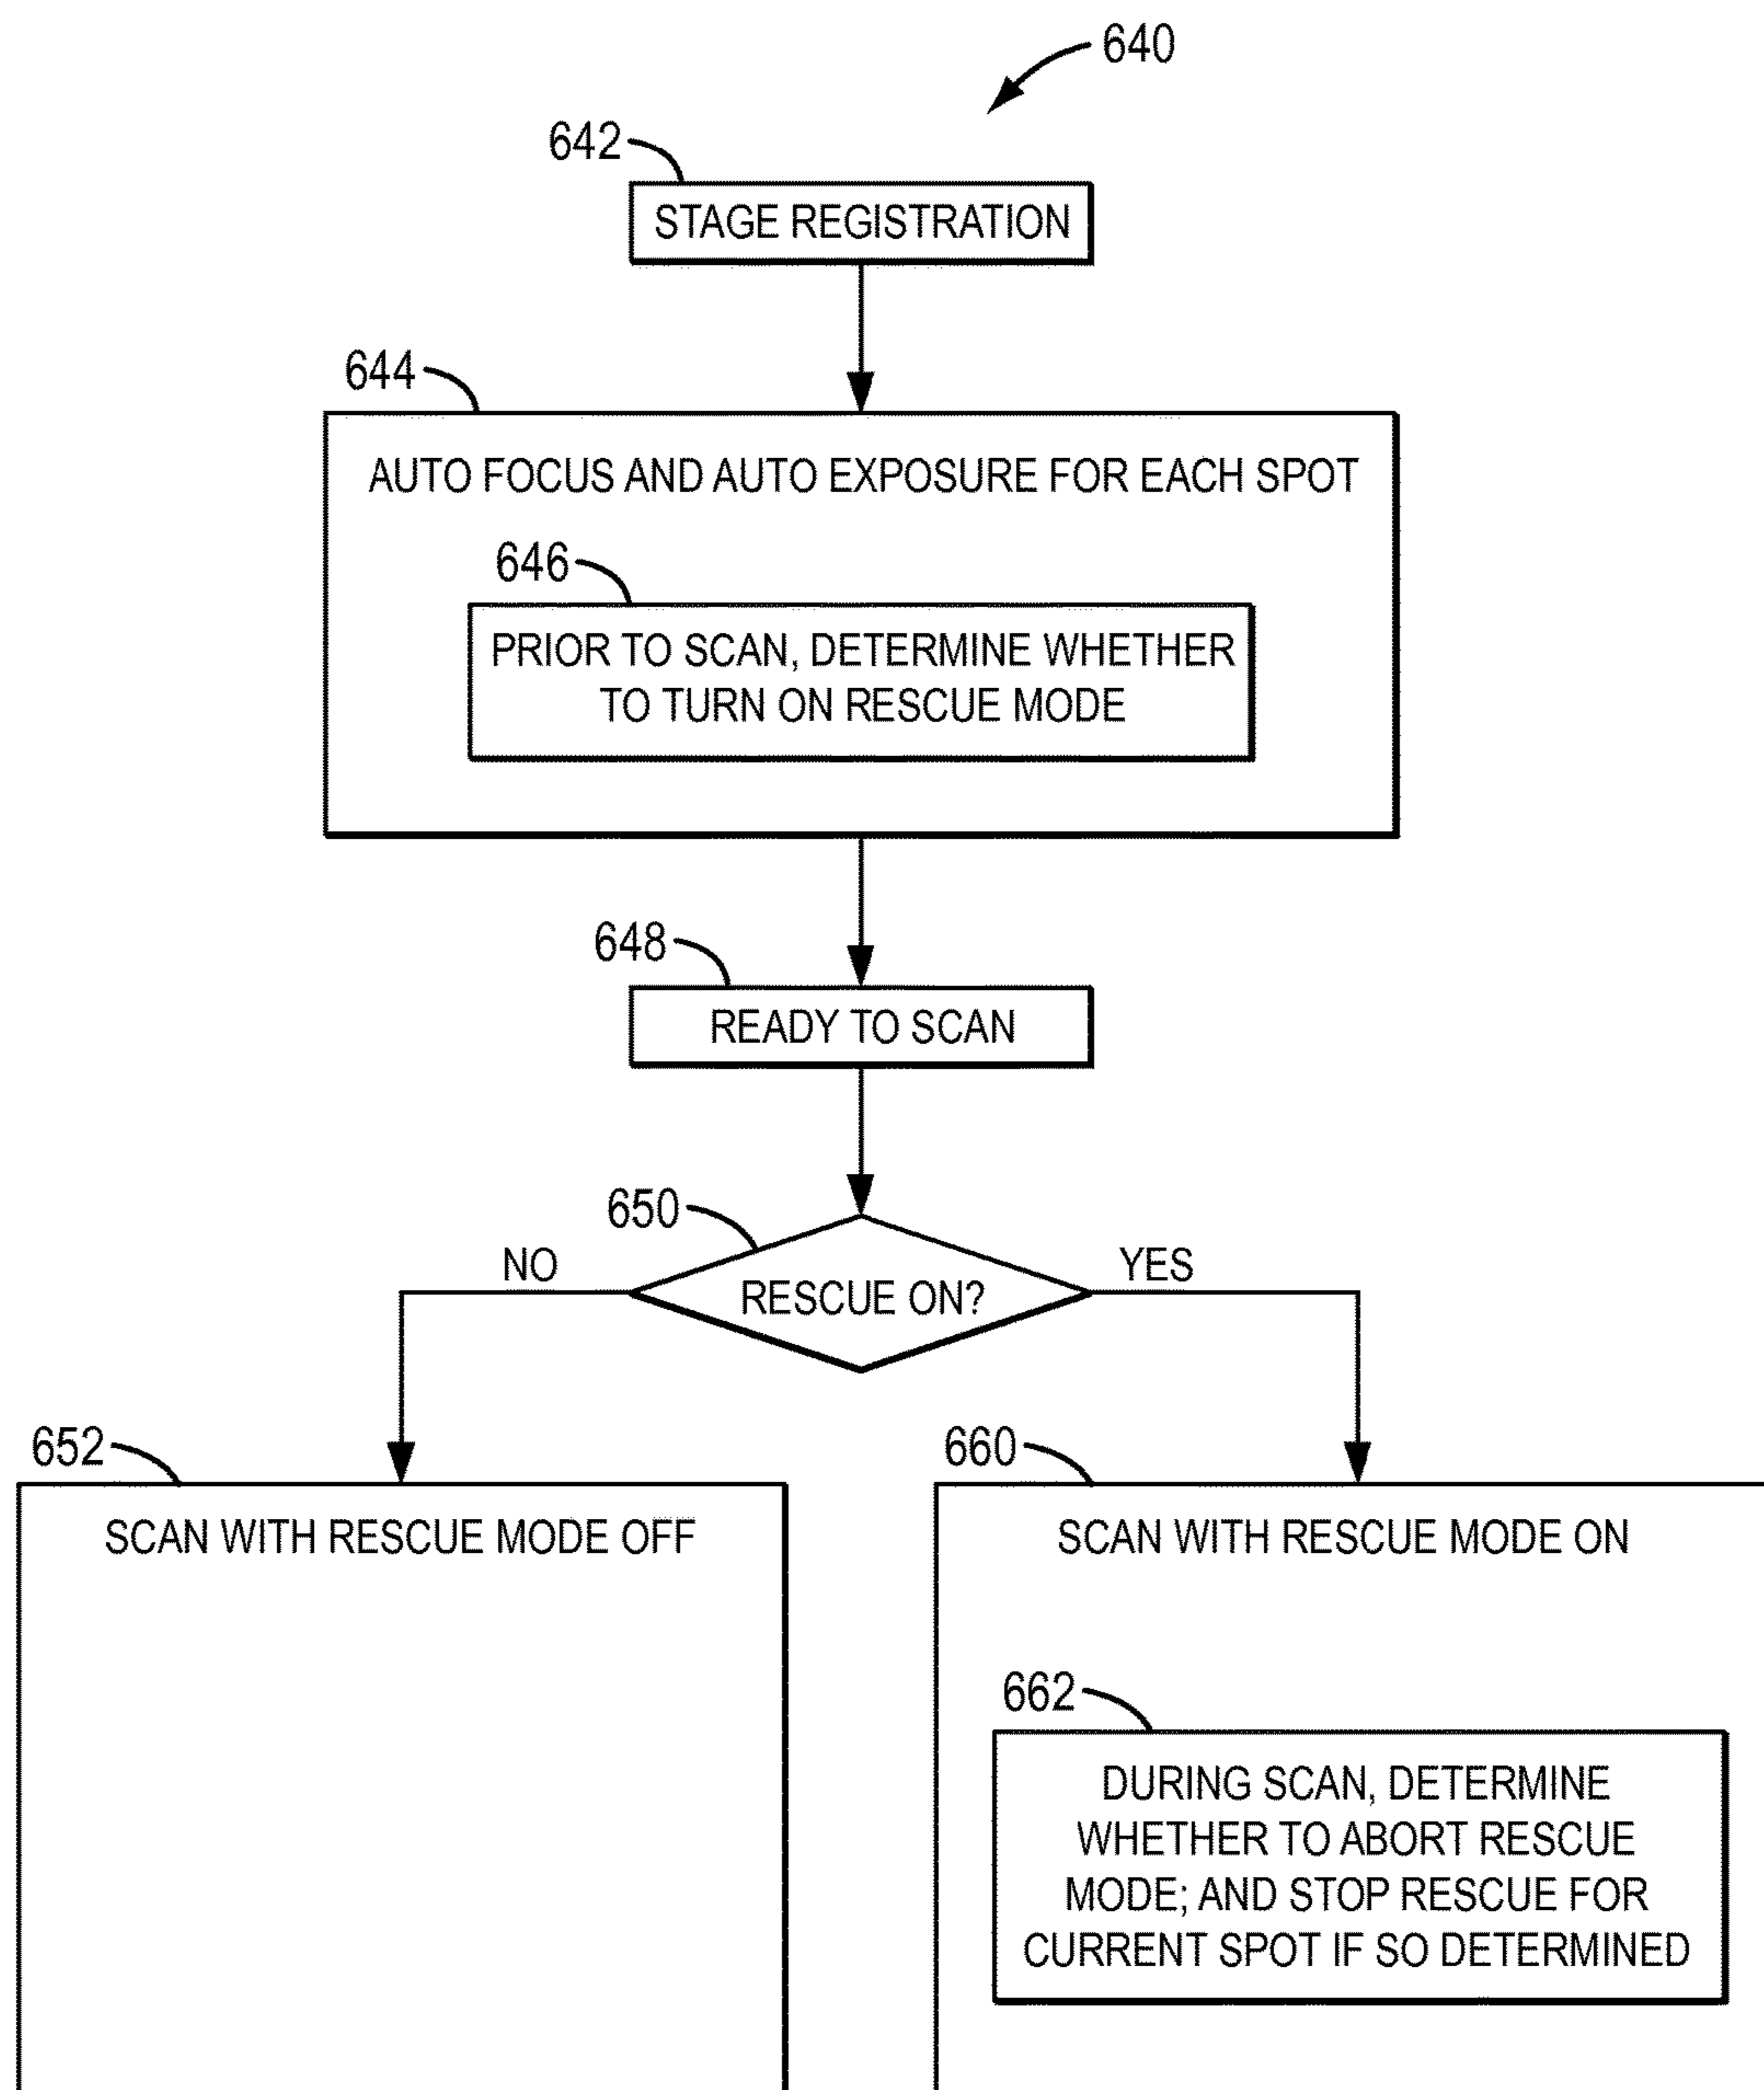 640
642
STAGE REGISTRATION
644
AUTO FOCUS AND AUTO EXPOSURE FOR EACH SPOT
646
PRIOR TO SCAN, DETERMINE WHETHER
TO TURN ON RESCUE MODE
648
READY TO SCAN
650
NO
YES
RESCUE ON?
652
SCAN WITH RESCUE MODE OFF
660
SCAN WITH RESCUE MODE ON
662
DURING SCAN, DETERMINE
WHETHER TO ABORT RESCUE
MODE; AND STOP RESCUE FOR
CURRENT SPOT IF SO DETERMINED